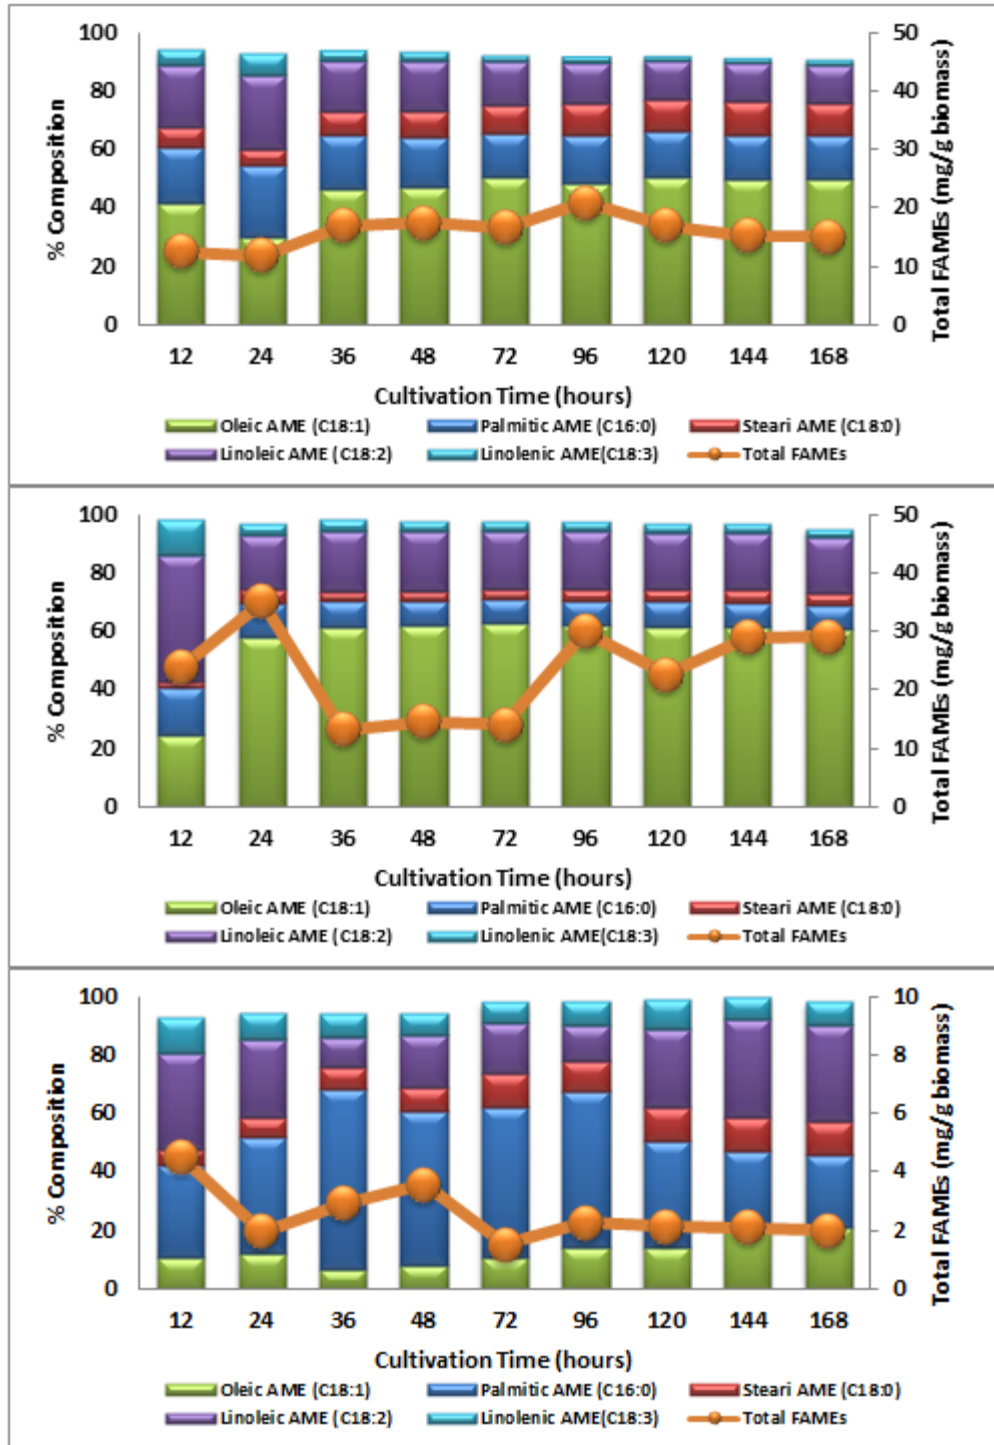 100
80
60
40
20
0
% Composition
50
40
30
20
10
0
Total FAMEs (mg/g biomass)
12 24 36 48 72 96 120 144 168
Cultivation Time (hours)
Oleic AME (C18:1) Palmitic AME (C16:0) Steari AME (C18:0)
Linoleic AME (C18:2) Linolenic AME(C18:3) Total FAMEs
100
80
60
40
20
0
% Composition
50
40
30
20
10
0
Total FAMEs (mg/g biomass)
12 24 36 48 72 96 120 144 168
Cultivation Time (hours)
Oleic AME (C18:1) Palmitic AME (C16:0) Steari AME (C18:0)
Linoleic AME (C18:2) Linolenic AME(C18:3) Total FAMEs
100
80
60
40
20
0
% Composition
10
8
6
4
2
0
Total FAMEs (mg/g biomass)
12 24 36 48 72 96 120 144 168
Cultivation Time (hours)
Oleic AME (C18:1) Palmitic AME (C16:0) Steari AME (C18:0)
Linoleic AME (C18:2) Linolenic AME(C18:3) Total FAMEs